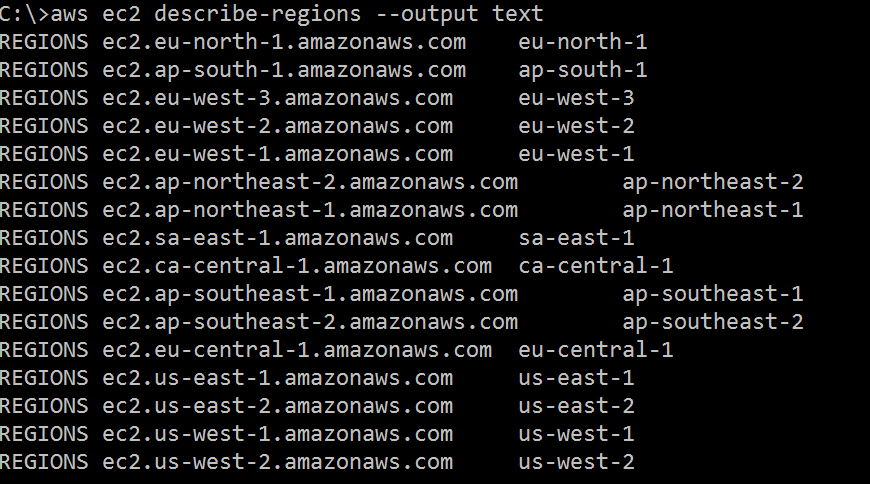 C:\>aws ec2 describe-regions --output text
REGIONS ec2.eu-north-1.amazonaws.com    eu-north-1
REGIONS ec2.ap-south-1.amazonaws.com    ap-south-1
REGIONS ec2.eu-west-3.amazonaws.com     eu-west-3
REGIONS ec2.eu-west-2.amazonaws.com     eu-west-2
REGIONS ec2.eu-west-1.amazonaws.com     eu-west-1
REGIONS ec2.ap-northeast-2.amazonaws.com        ap-northeast-2
REGIONS ec2.ap-northeast-1.amazonaws.com        ap-northeast-1
REGIONS ec2.sa-east-1.amazonaws.com     sa-east-1
REGIONS ec2.ca-central-1.amazonaws.com  ca-central-1
REGIONS ec2.ap-southeast-1.amazonaws.com        ap-southeast-1
REGIONS ec2.ap-southeast-2.amazonaws.com        ap-southeast-2
REGIONS ec2.eu-central-1.amazonaws.com  eu-central-1
REGIONS ec2.us-east-1.amazonaws.com     us-east-1
REGIONS ec2.us-east-2.amazonaws.com     us-east-2
REGIONS ec2.us-west-1.amazonaws.com     us-west-1
REGIONS ec2.us-west-2.amazonaws.com     us-west-2